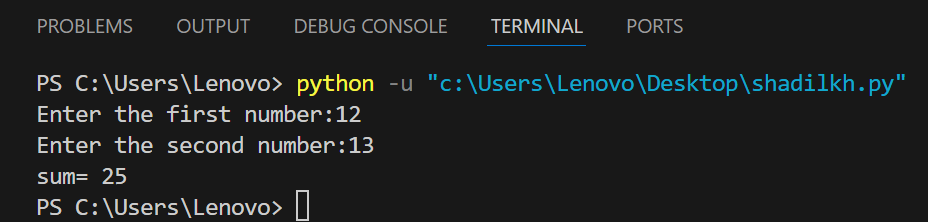 PROBLEMS OUTPUT DEBUG CONSOLE TERMINAL PORTS
PS C:\Users\Lenovo> python -u "c:\Users\Lenovo\Desktop\shadilkh.py"
Enter the first number:12
Enter the second number:13
sum= 25
PS C:\Users\Lenovo>